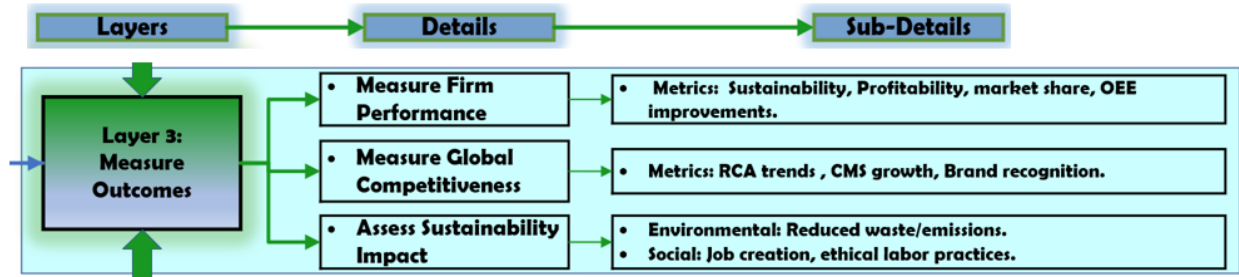 Layers
Details
Sub-Details
Layer 3:
Measure
Outcomes
• Measure Firm
Performance
• Metrics: Sustainability, Profitability, market share, OEE
improvements.
• Measure Global
Competitiveness
• Metrics: RCA trends , CMS growth, Brand recognition.
• Assess Sustainability
Impact
• Environmental: Reduced waste/emissions.
• Social: Job creation, ethical labor practices.